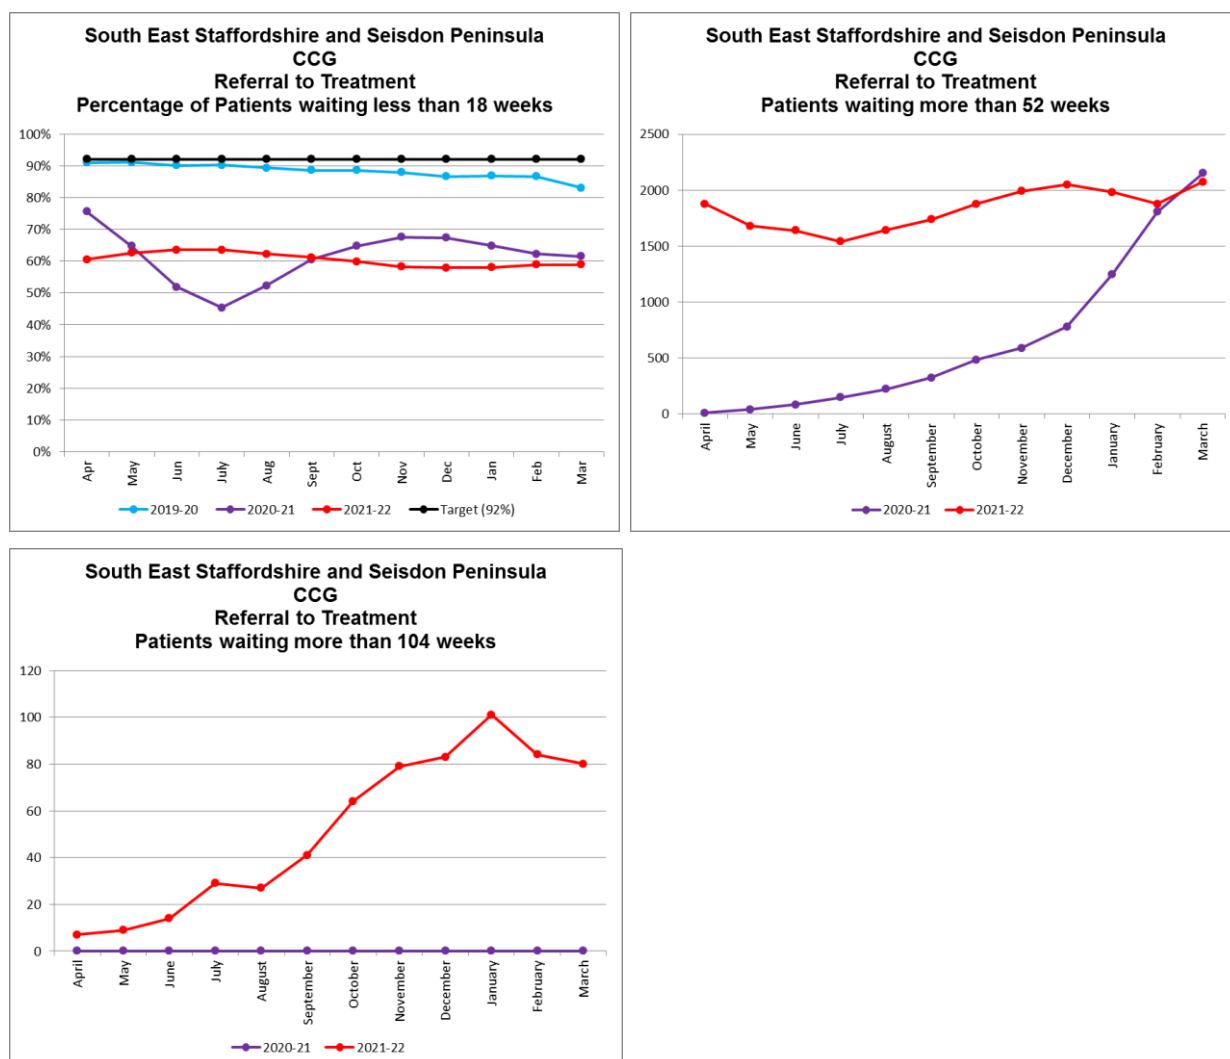 South East Staffordshire and Seisdon Peninsula
CCG
Referral to Treatment
Percentage of Patients waiting less than 18 weeks
100%
90%
80%
70%
60%
50%
40%
30%
20%
10%
0%
Apr
May
Jun
July
Aug
Sept
Oct
Nov
Dec
Jan
Feb
Mar
2019-20 2020-21 2021-22 Target (92%)
South East Staffordshire and Seisdon Peninsula
CCG
Referral to Treatment
Patients waiting more than 52 weeks
2500
2000
1500
1000
500
0
April
May
June
July
August
September
October
November
December
January
February
March
2020-21 2021-22
South East Staffordshire and Seisdon Peninsula
CCG
Referral to Treatment
Patients waiting more than 104 weeks
120
100
80
60
40
20
0
April
May
June
July
August
September
October
November
December
January
February
March
2020-21 2021-22